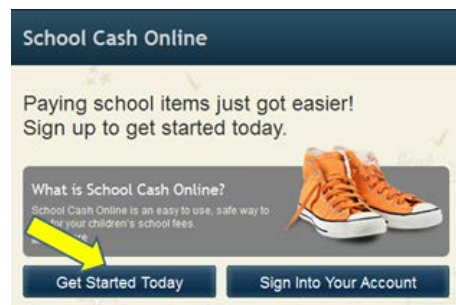 School Cash Online
Paying school items just got easier!
Sign up to get started today.
What is School Cash Online?
School Cash Online is an easy to use, safe way to
for your children's school fees.
Get Started Today
Sign Into Your Account